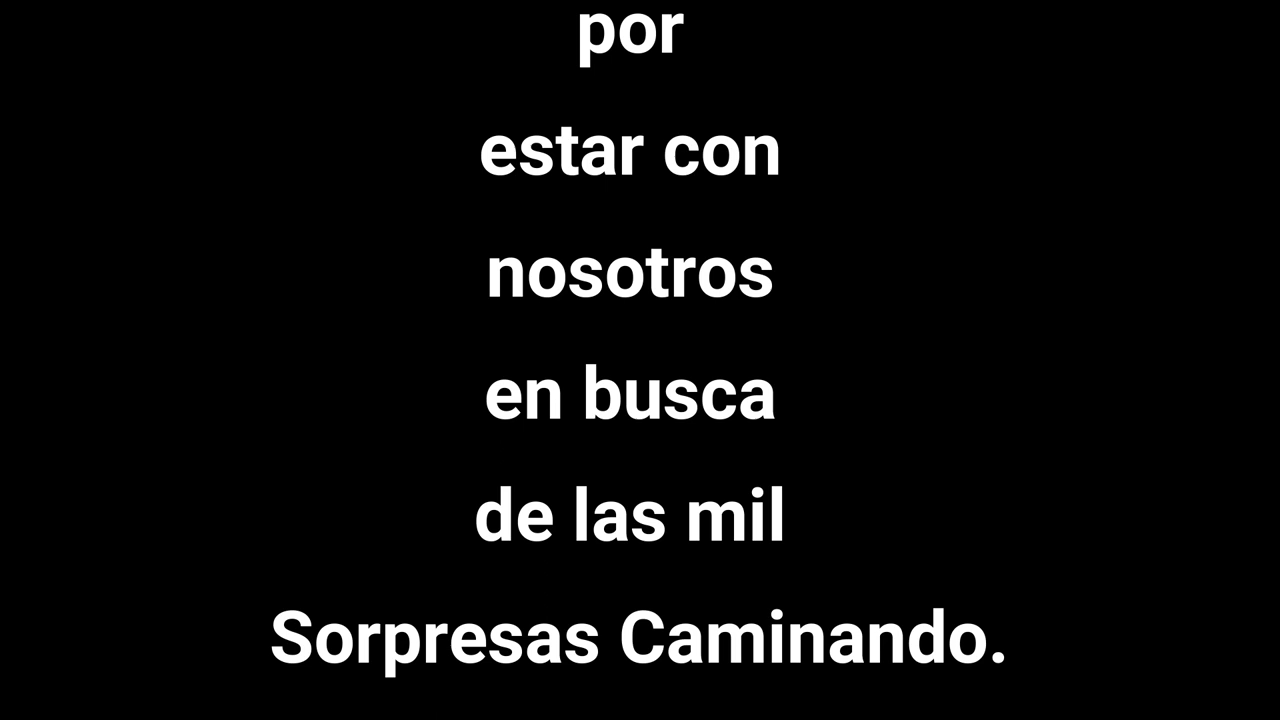 por
estar con
nosotros
en busca
de las mil
Sorpresas Caminando.